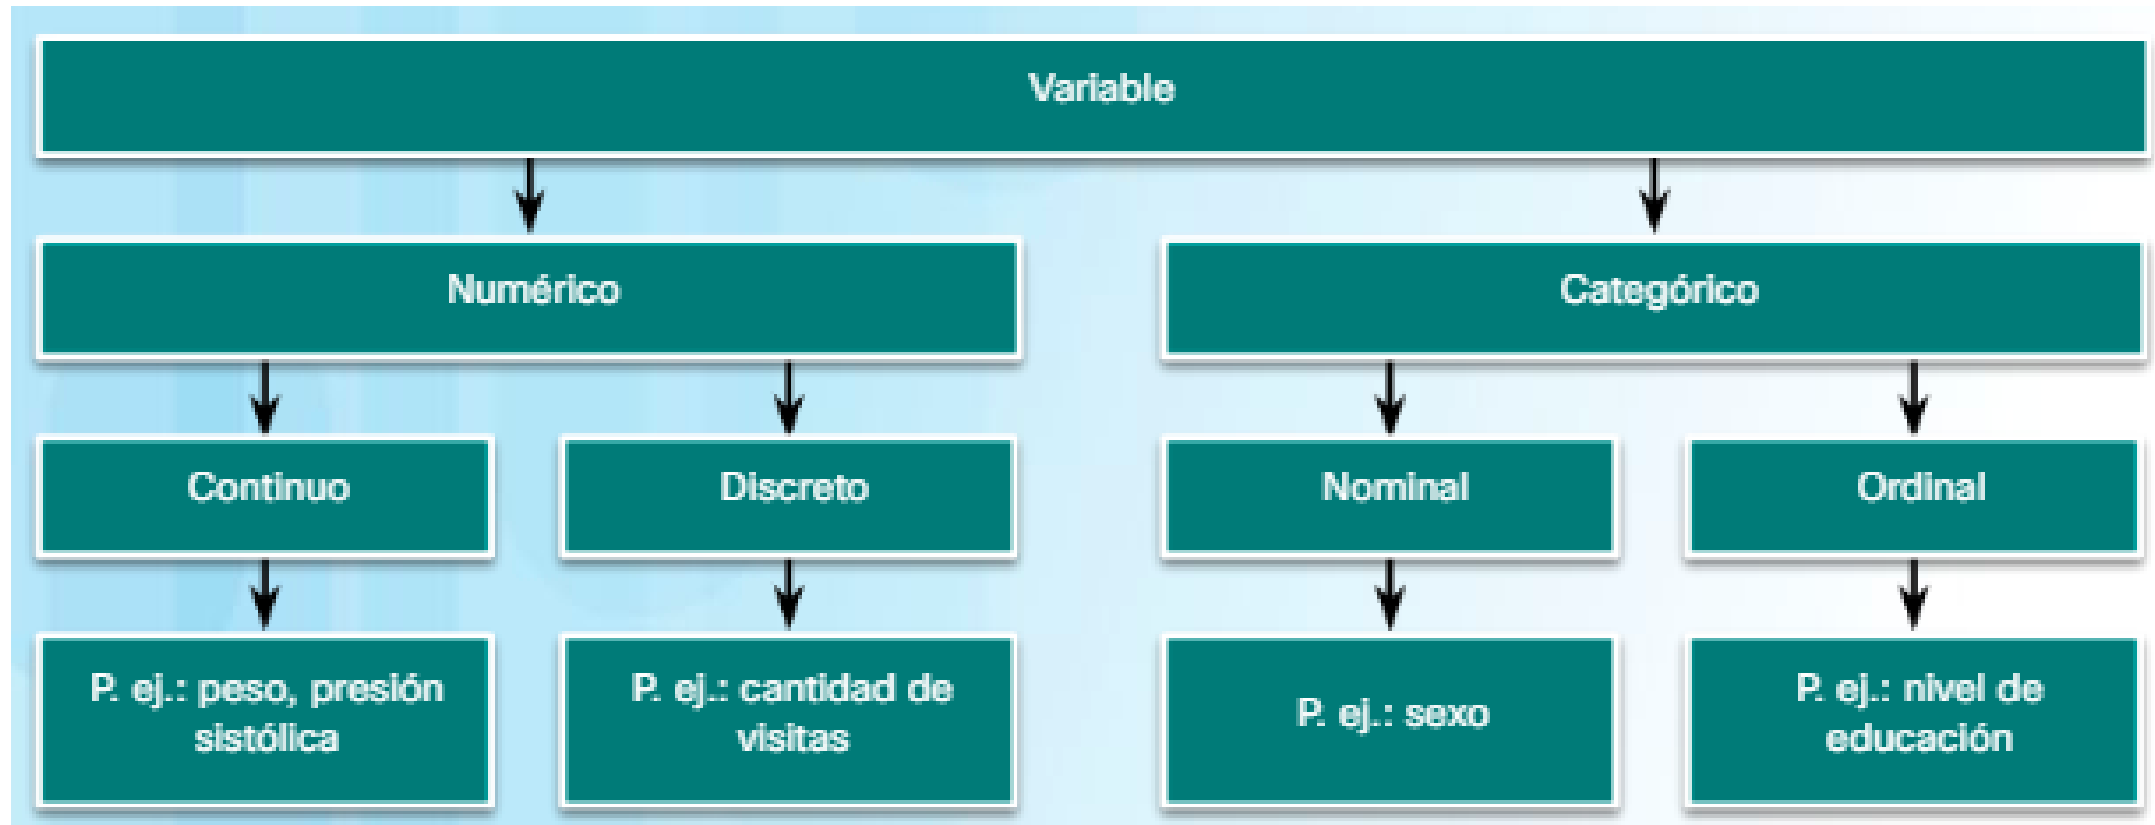 Variable
Numérico
Categórico
Continuo
Discreto
Nominal
Ordinal
P. ej.: peso, presión
sistólica
P. ej.: cantidad de
visitas
P. ej.: sexo
P. ej.: nivel de
educación